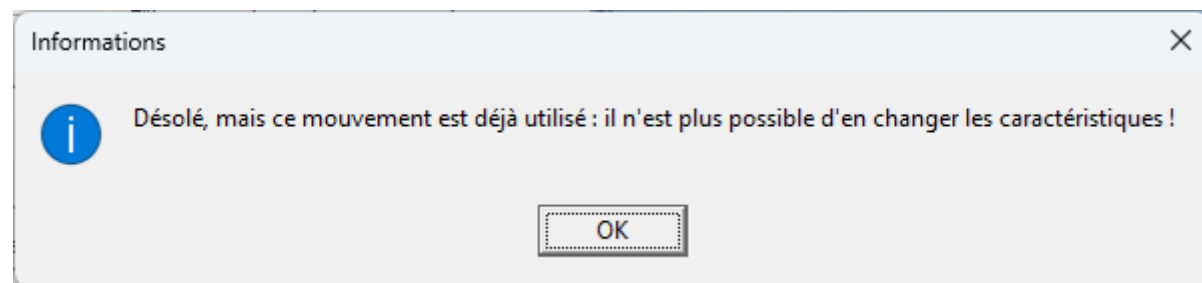 Informations
Désolé, mais ce mouvement est déjà utilisé : il n'est plus possible d'en changer les caractéristiques !
OK